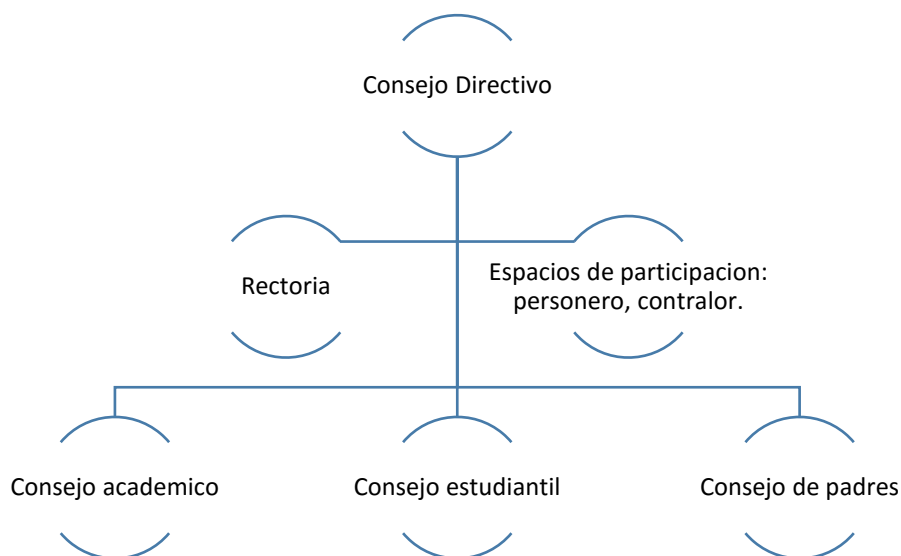 Consejo Directivo
Rectoria
Espacios de participacion:
personero, contralor.
Consejo academico
Consejo estudiantil
Consejo de padres